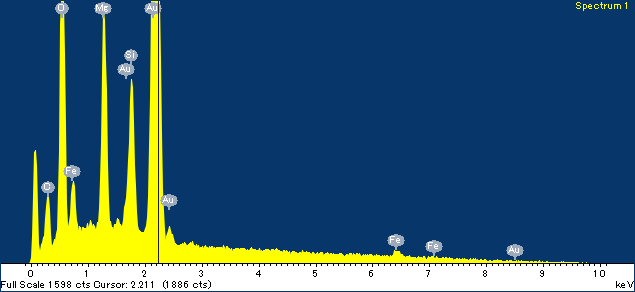 Spectrum 1
O Mg Au
Si
Au
Fe
C
Au
Fe Fe Au
0 1 2 3 4 5 6 7 8 9 10
Full Scale 1598 cts Cursor: 2.211 (1886 cts) keV